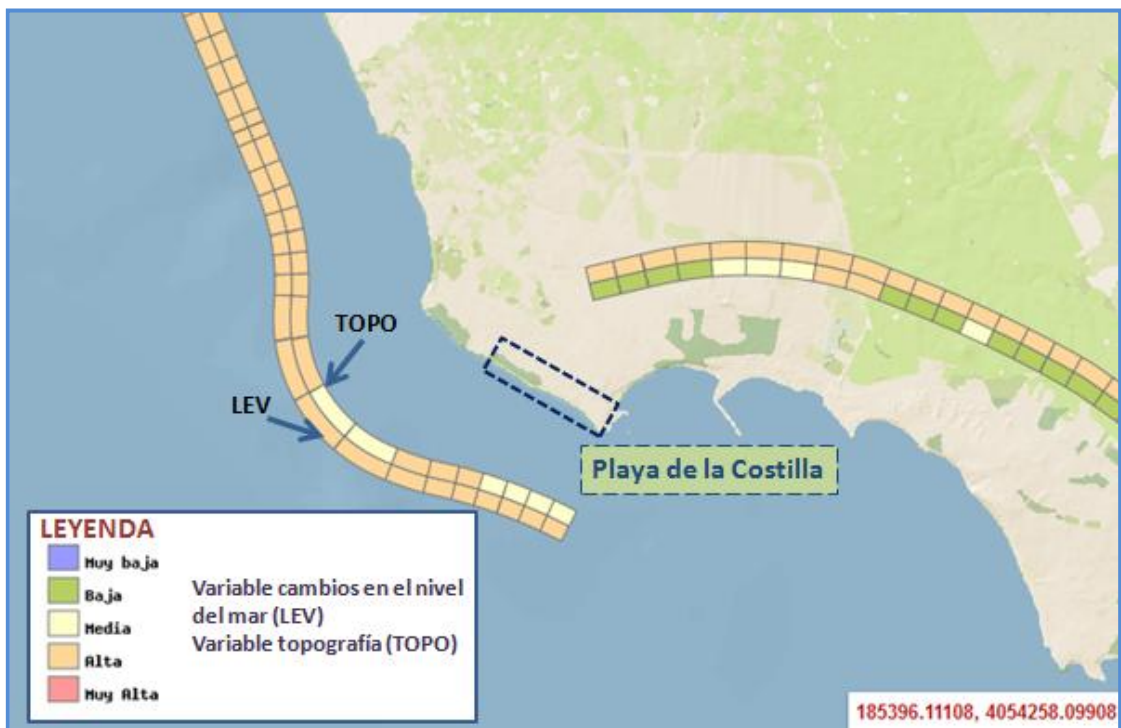 TOPO
LEV
Playa de la Costilla
LEYENDA
Muy baja
Baja
Media
Alta
Muy Alta
Variable cambios en el nivel
del mar (LEV)
Variable topografía (TOPO)
185396.11108, 4054258.09908